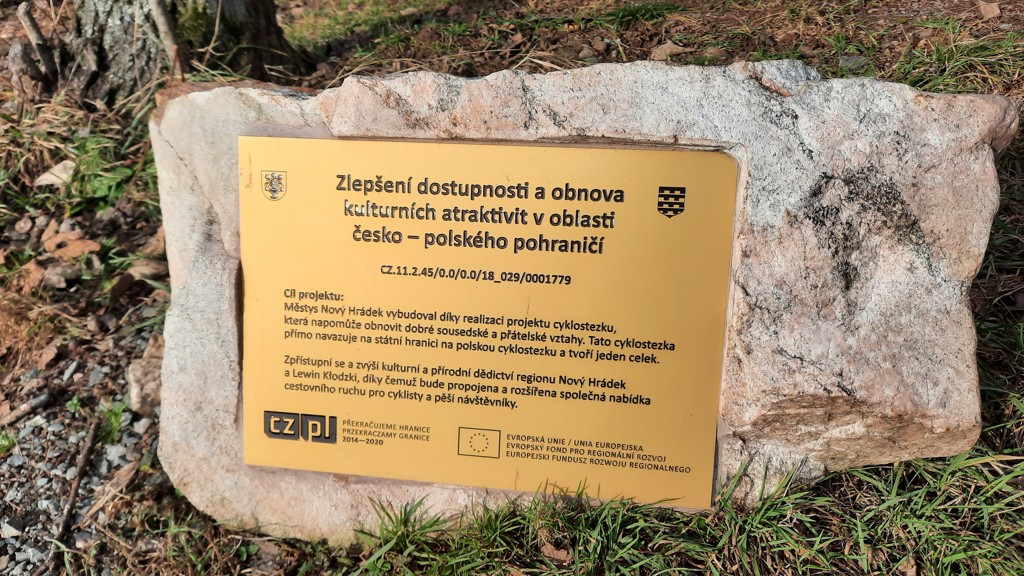 Zlepšení dostupnosti a obnova
kulturních atraktivit v oblasti
česko – polského pohraničí
CZ.11.2.45/0.0/0.0/18_029/0001779
Cíl projektu:
Městys Nový Hrádek vybudoval díky realizaci projektu cyklostezku,
která napomůže obnovit dobré sousedské a přátelské vztahy. Tato cyklostezka
přímo navazuje na státní hranici na polskou cyklostezku a tvoří jeden celek.
Zpřístupní se a zvýší kulturní a přírodní dědictví regionu Nový Hrádek
a Lewin Kłodzki, díky čemuž bude propojena a rozšířena společná nabídka
cestovního ruchu pro cyklisty a pěší návštěvníky.
cz pl
PŘEKRAČUJEME HRANICE
PRZEKRACZAMY GRANICE
2014—2020
EVROPSKÁ UNIE / UNIA EUROPEJSKA
EVROPSKÝ FOND PRO REGIONÁLNÍ ROZVOJ
EUROPEJSKI FUNDUSZ ROZWOJU REGIONALNEGO